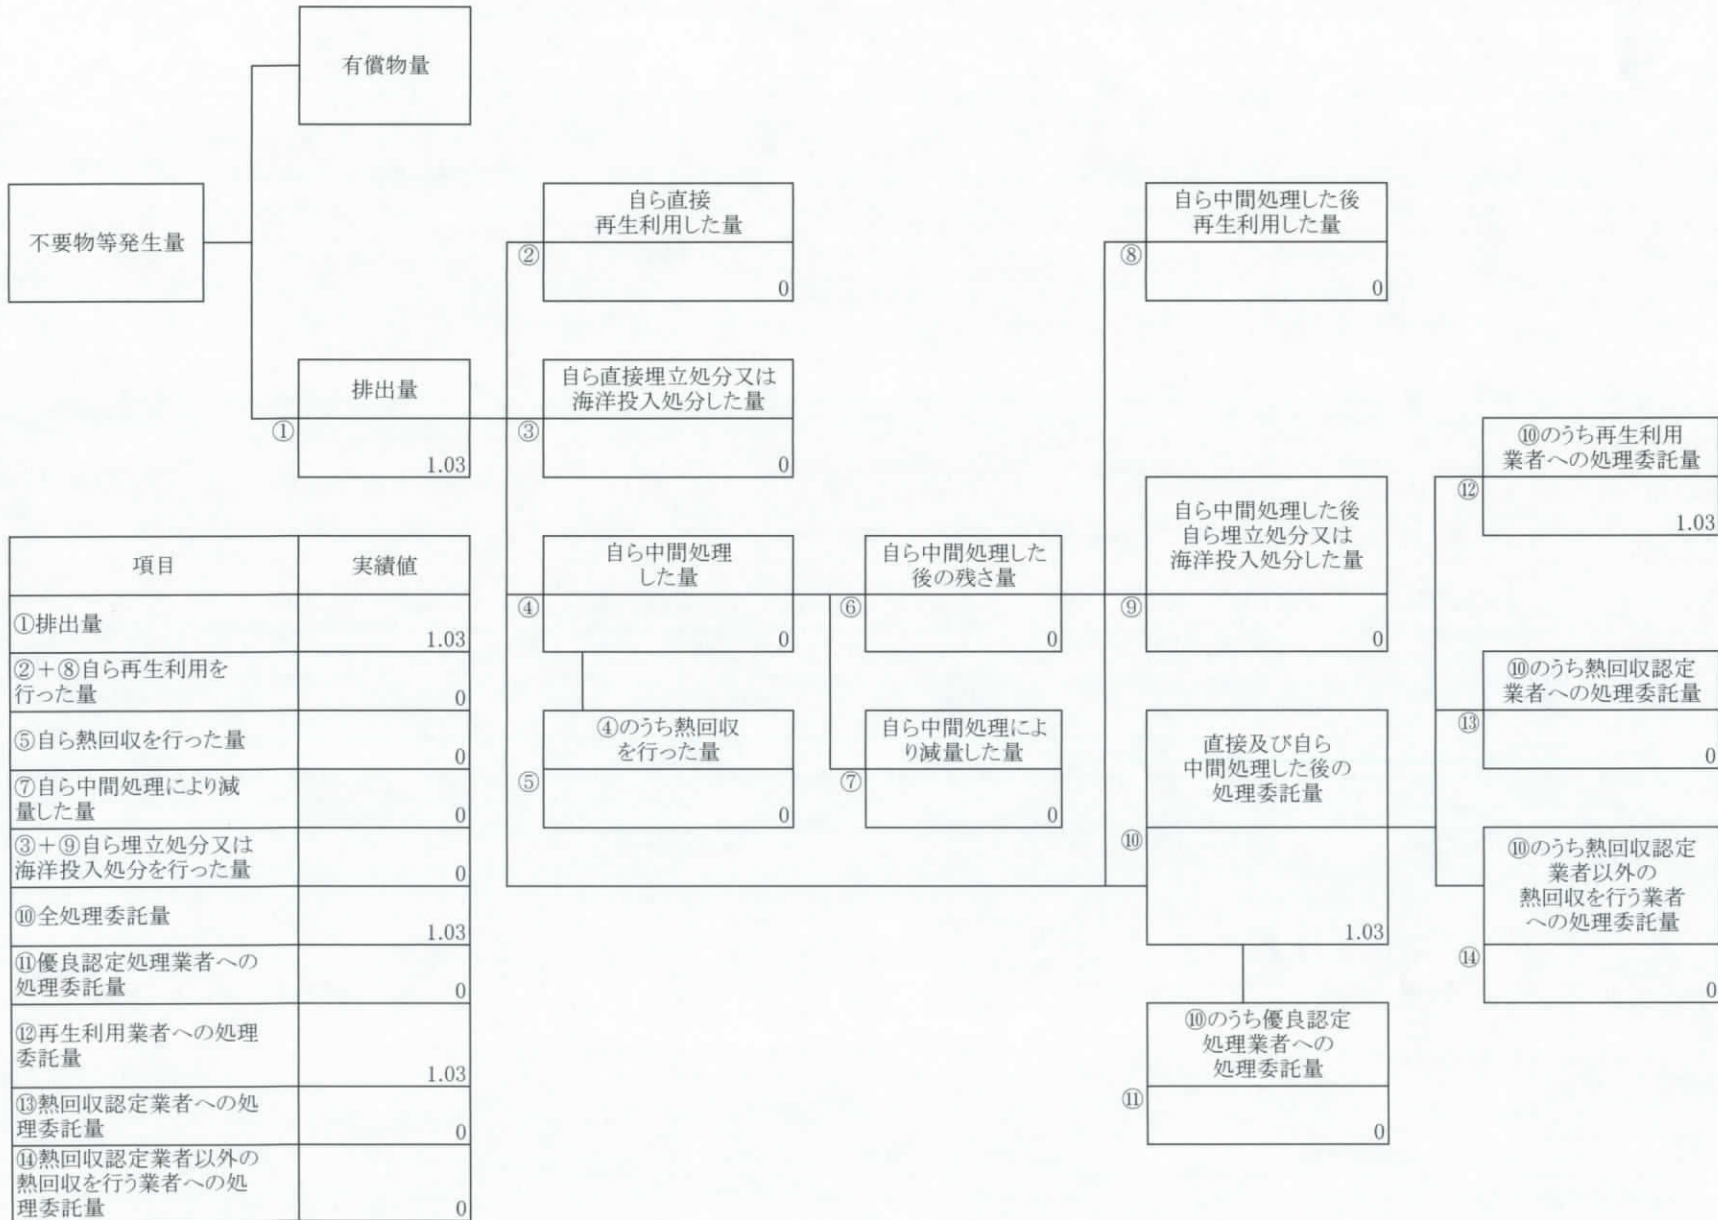 有償物量
不要物等発生量
自ら直接
再生利用した量
②
0
自ら中間処理した後
再生利用した量
⑧
0
排出量
①
1.03
自ら直接埋立処分又は
海洋投入処分した量
③
0
⑩のうち再生利用
業者への処理委託量
⑫
1.03
自ら中間処理
した量
④
0
自ら中間処理した
後の残さ量
⑥
0
自ら中間処理した後
自ら埋立処分又は
海洋投入処分した量
⑨
0
⑩のうち熱回収認定
業者への処理委託量
⑬
0
④のうち熱回収
を行った量
⑤
0
自ら中間処理によ
り減量した量
⑦
0
直接及び自ら
中間処理した後の
処理委託量
⑩
1.03
⑩のうち熱回収認定
業者以外の
熱回収を行う業者
への処理委託量
⑭
0
⑩のうち優良認定
処理業者への
処理委託量
⑪
0
項目 実績値
①排出量
1.03
②+⑧自ら再生利用を
行った量 0
⑤自ら熱回収を行った量
0
⑦自ら中間処理により減
量した量 0
③+⑨自ら埋立処分又は
海洋投入処分を行った量 0
⑩全処理委託量
1.03
⑪優良認定処理業者への
処理委託量 0
⑫再生利用業者への処理
委託量
1.03
⑬熱回収認定業者への処
理委託量 0
⑭熱回収認定業者以外の
熱回収を行う業者への処
理委託量 0